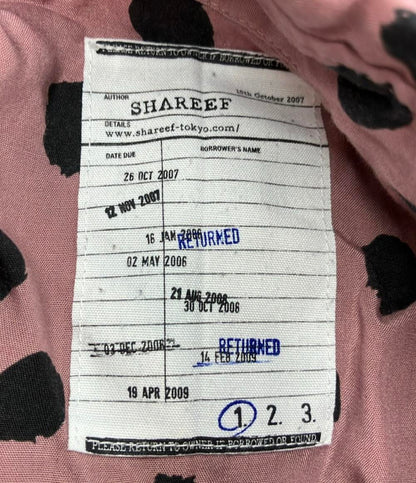 PLEASE RETURN TO OWNER IF BORROWED OR FOUND
10th October 2007
AUTHOR
SHAREEF
DETAILS
www.shareef-tokyo.com/
DATE DUE BORROWER'S NAME
26 OCT 2007
12 NOV 2007
16 JAN 2006 RETURNED
02 MAY 2006
21 AUG 2006
30 OCT 2006
03 DEC 2006 RETURNED
14 FEB 2009
19 APR 2009
1. 2. 3.
PLEASE RETURN TO OWNER IF BORROWED OR FOUND.